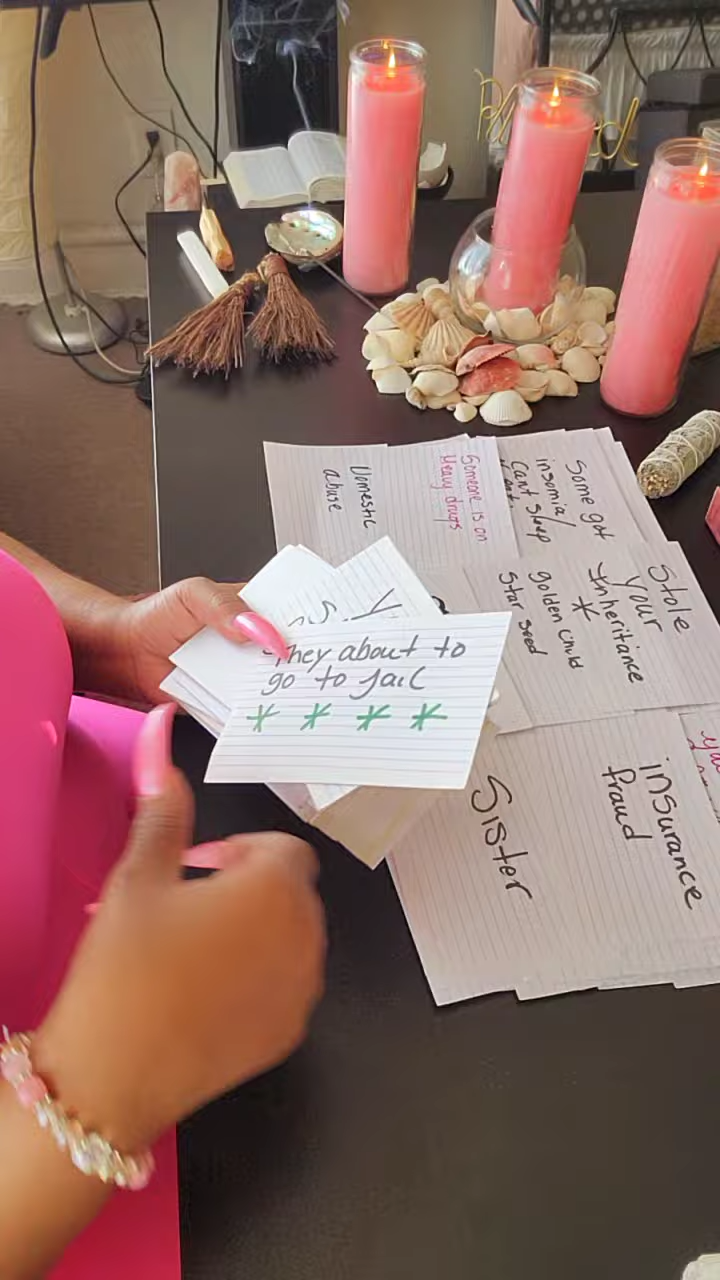 They about to
go to Jail
* * * *
Someone is on
Heavy drugs
Domestic
abuse
Some got
insomia/
Cant sleep
Stole
Your
Inheritance
*
golden child
Star seed
insurance
fraud
Sister